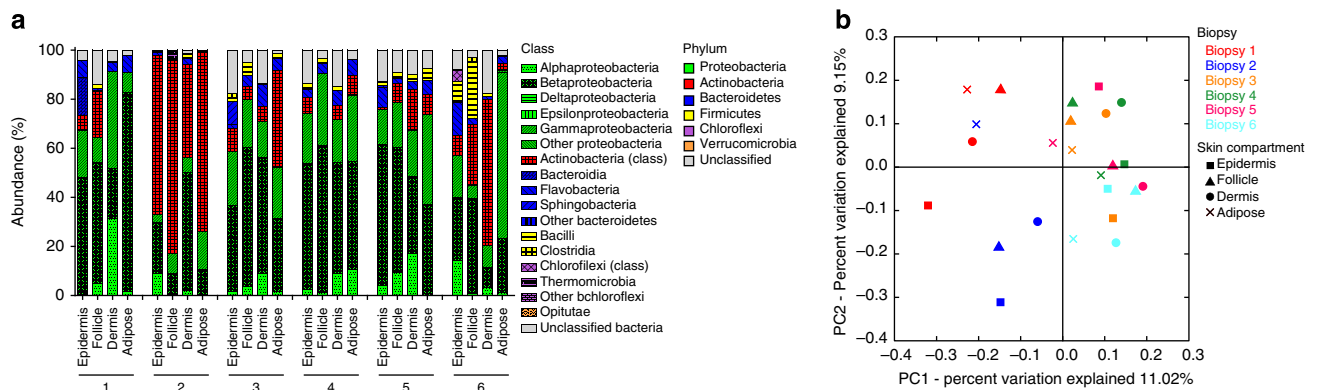 a
Abundance (%)
100
80
60
40
20
0
Epidermis
Follicle
Dermis
Adipose
Epidermis
Follicle
Dermis
Adipose
Epidermis
Follicle
Dermis
Adipose
Epidermis
Follicle
Dermis
Adipose
Epidermis
Follicle
Dermis
Adipose
Epidermis
Follicle
Dermis
Adipose
1 2 3 4 5 6
Class
Alphaproteobacteria
Betaproteobacteria
Deltaproteobacteria
Epsilonproteobacteria
Gammaproteobacteria
Other proteobacteria
Actinobacteria (class)
Bacteroidia
Flavobacteria
Sphingobacteria
Other bacteroidetes
Bacilli
Clostridia
Chlorofilexi (class)
Thermomicrobia
Other bchloroflexi
Opitutae
Unclassified bacteria
Phylum
Proteobacteria
Actinobacteria
Bacteroidetes
Firmicutes
Chloroflexi
Verrucomicrobia
Unclassified
b
PC2 - Percent variation explained 9.15%
0.3
0.2
0.1
0.0
–0.1
–0.2
–0.3
–0.4
–0.4 –0.3 –0.2 –0.1 0.0 0.1 0.2 0.3
PC1 - percent variation explained 11.02%
Biopsy
Biopsy 1
Biopsy 2
Biopsy 3
Biopsy 4
Biopsy 5
Biopsy 6
Skin compartment
Epidermis
Follicle
Dermis
Adipose